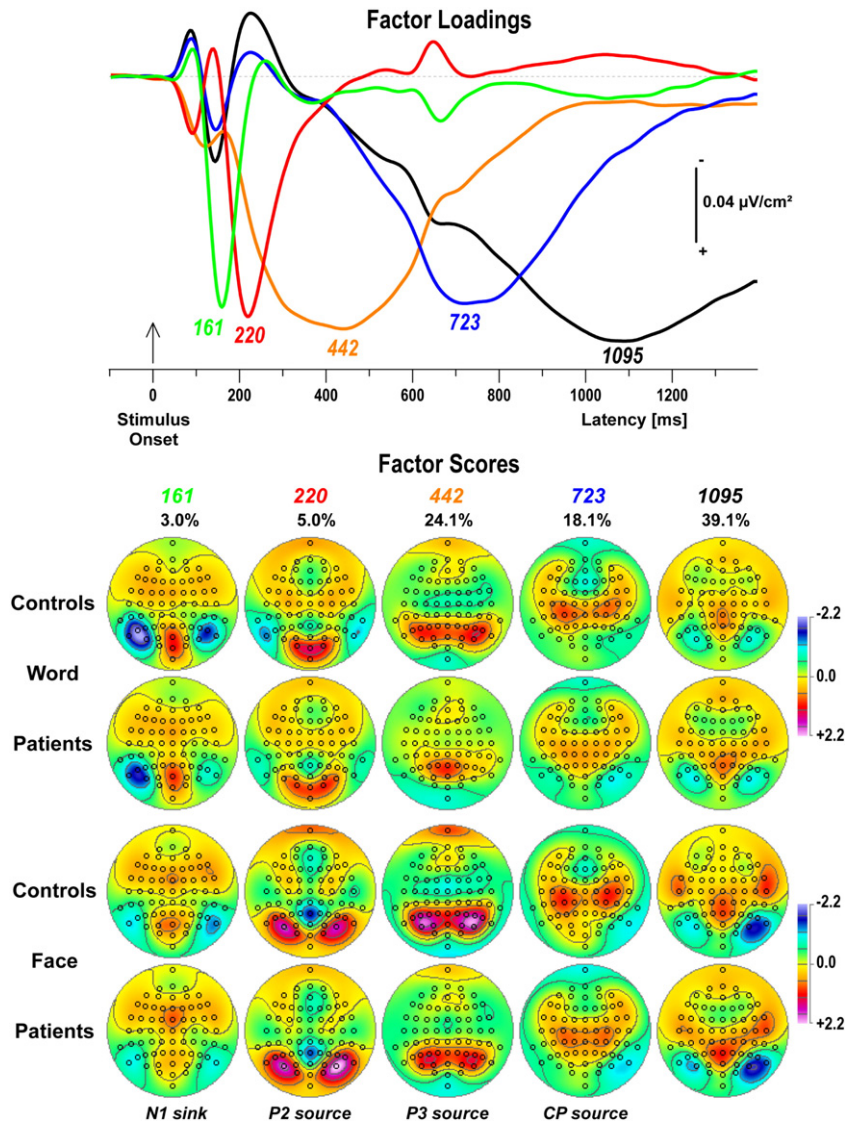 Factor Loadings
-
0.04 µV/cm²
+
161
220
442
723
1095
0 200 400 600 800 1000 1200
Stimulus
Onset
Latency [ms]
Factor Scores
161 220 442 723 1095
3.0% 5.0% 24.1% 18.1% 39.1%
Controls
Word
Patients
-2.2
0.0
+2.2
Controls
Face
Patients
-2.2
0.0
+2.2
N1 sink P2 source P3 source CP source